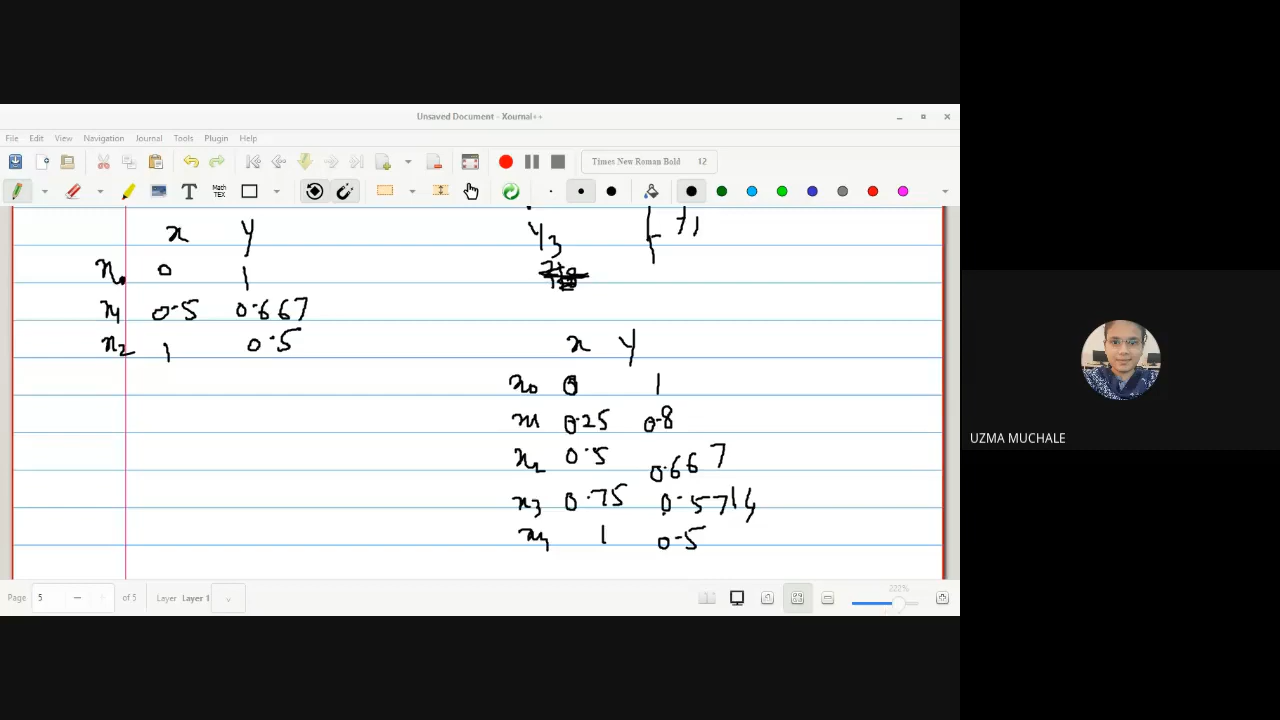 Unsaved Document - Xournal++
File Edit View Navigation Journal Tools Plugin Help
Times New Roman Bold 12
T Math TEX
x y
x0 0 1
x1 0.5 0.667
x2 1 0.5
y3
x y
x0 0 1
x1 0.25 0.8
x2 0.5 0.667
x3 0.75 0.5714
x4 1 0.5
UZMA MUCHALE
Page 5 of 5 Layer Layer 1 222%